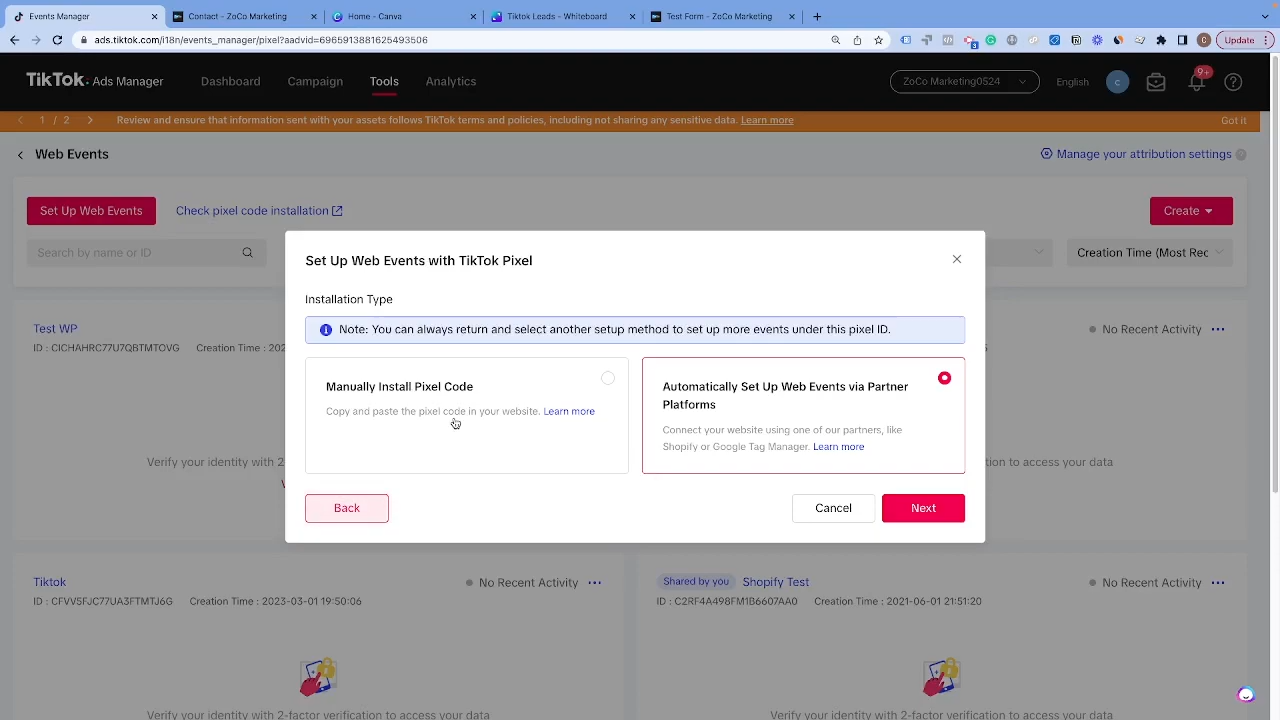 Events Manager
Contact - ZoCo Marketing
Home - Canva
Tiktok Leads - Whiteboard
Test Form - ZoCo Marketing
ads.tiktok.com/i18n/events_manager/pixel?aadvid=6965913881625493506
3
C
Update
TikTok: Ads Manager
Dashboard
Campaign
Tools
Analytics
ZoCo Marketing0524
English
C
9+
1 / 2
Review and ensure that information sent with your assets follows TikTok terms and policies, including not sharing any sensitive data. Learn more
Got it
Web Events
Manage your attribution settings
Set Up Web Events
Check pixel code installation
Create
Search by name or ID
Creation Time (Most Rec
Set Up Web Events with TikTok Pixel
Installation Type
Note: You can always return and select another setup method to set up more events under this pixel ID.
Manually Install Pixel Code
Copy and paste the pixel code in your website. Learn more
Automatically Set Up Web Events via Partner
Platforms
Connect your website using one of our partners, like
Shopify or Google Tag Manager. Learn more
Back
Cancel
Next
Test WP
ID : CICHAHRC77U7QBTMTOVG
Creation Time : 202
No Recent Activity
Verify your identity with 2
ion to access your data
Tiktok
No Recent Activity
ID : CFVVSFJC77UA3FTMTJ6G
Creation Time : 2023-03-01 19:50:06
Verify your identity with 2-factor verification to access your data
Shared by you
Shopify Test
No Recent Activity
ID : C2RF4A498FM1B6607AA0
Creation Time : 2021-06-01 21:51:20
Verify your identity with 2-factor verification to access your data